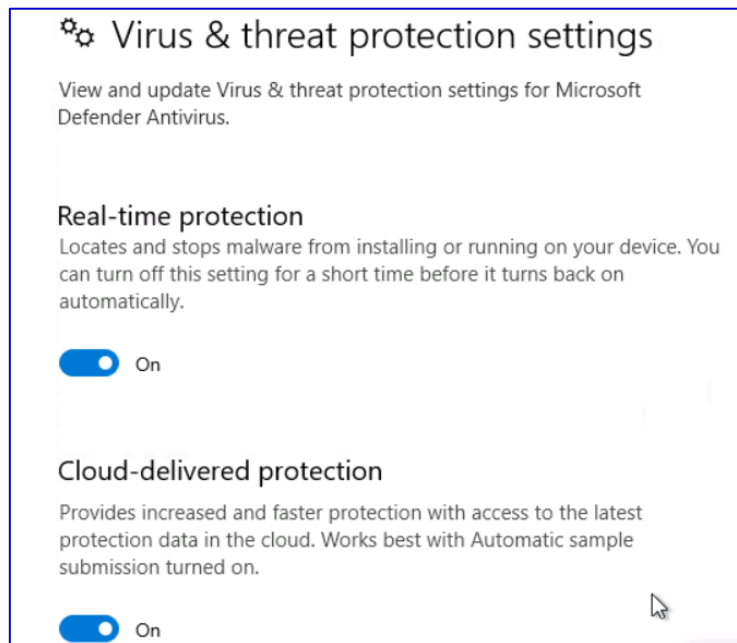 Virus & threat protection settings
View and update Virus & threat protection settings for Microsoft
Defender Antivirus.
Real-time protection
Locates and stops malware from installing or running on your device. You
can turn off this setting for a short time before it turns back on
automatically.
On
Cloud-delivered protection
Provides increased and faster protection with access to the latest
protection data in the cloud. Works best with Automatic sample
submission turned on.
On